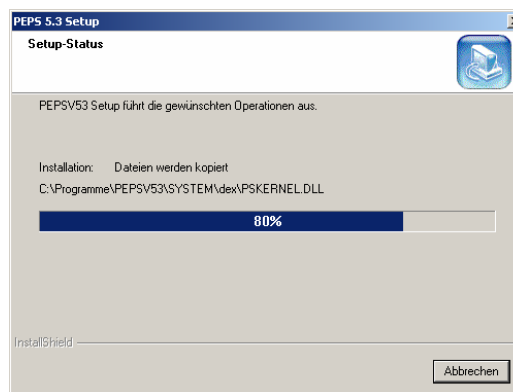 PEPS 5.3 Setup
Setup-Status
PEPSV53 Setup führt die gewünschten Operationen aus.
Installation: Dateien werden kopiert
C:\Programme\PEPSV53\SYSTEM\dex\PSKERNEL.DLL
80%
InstallShield
Abbrechen